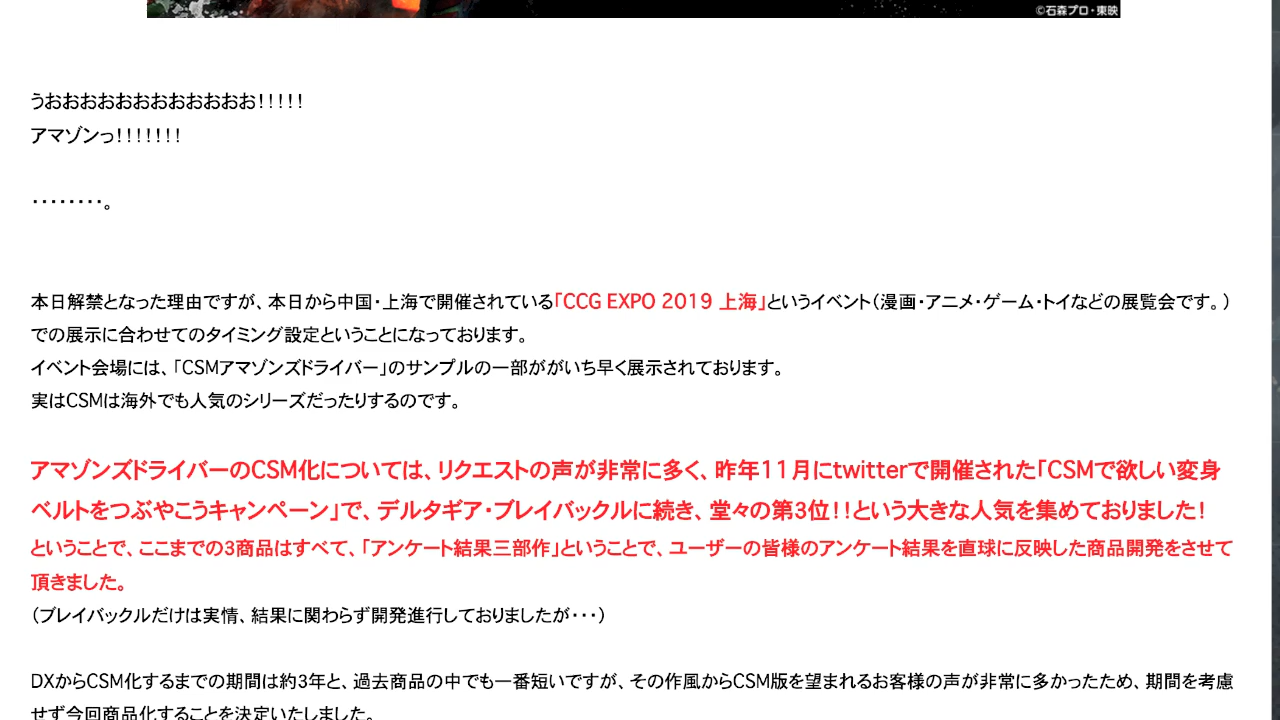 ©石森プロ・東映
うおおおおおおおおおおおお！！！！！
アマゾンっ！！！！！！！
・・・・・・・・。
本日解禁となった理由ですが、本日から中国・上海で開催されている「CCG EXPO 2019 上海」というイベント（漫画・アニメ・ゲーム・トイなどの展覧会です。）
での展示に合わせてのタイミング設定ということになっております。
イベント会場には、「CSMアマゾンズドライバー」のサンプルの一部ががいち早く展示されております。
実はCSMは海外でも人気のシリーズだったりするのです。
アマゾンズドライバーのCSM化については、リクエストの声が非常に多く、昨年11月にtwitterで開催された「CSMで欲しい変身
ベルトをつぶやこうキャンペーン」で、デルタギア・ブレイバックルに続き、堂々の第3位！！という大きな人気を集めておりました！
ということで、ここまでの3商品はすべて、「アンケート結果三部作」ということで、ユーザーの皆様のアンケート結果を直球に反映した商品開発をさせて
頂きました。
（ブレイバックルだけは実情、結果に関わらず開発進行しておりましたが・・・）
DXからCSM化するまでの期間は約3年と、過去商品の中でも一番短いですが、その作風からCSM版を望まれるお客様の声が非常に多かったため、期間を考慮
せず今回商品化することを決定いたしました。